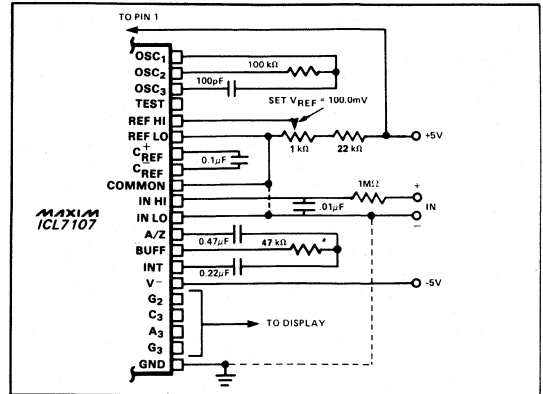 TO PIN 1
OSC1
100 kΩ
OSC2
OSC3
100pF
TEST
SET VREF = 100.0mV
REF HI
REF LO
1 kΩ
22 kΩ
+5V
C+REF
0.1μF
C−REF
COMMON
1MΩ
+
IN HI
IN
.01μF
IN LO
−
MAXIM
ICL7107
A/Z
0.47μF
BUFF
47 kΩ
*
INT
0.22μF
V−
-5V
G2
C3
TO DISPLAY
A3
G3
GND